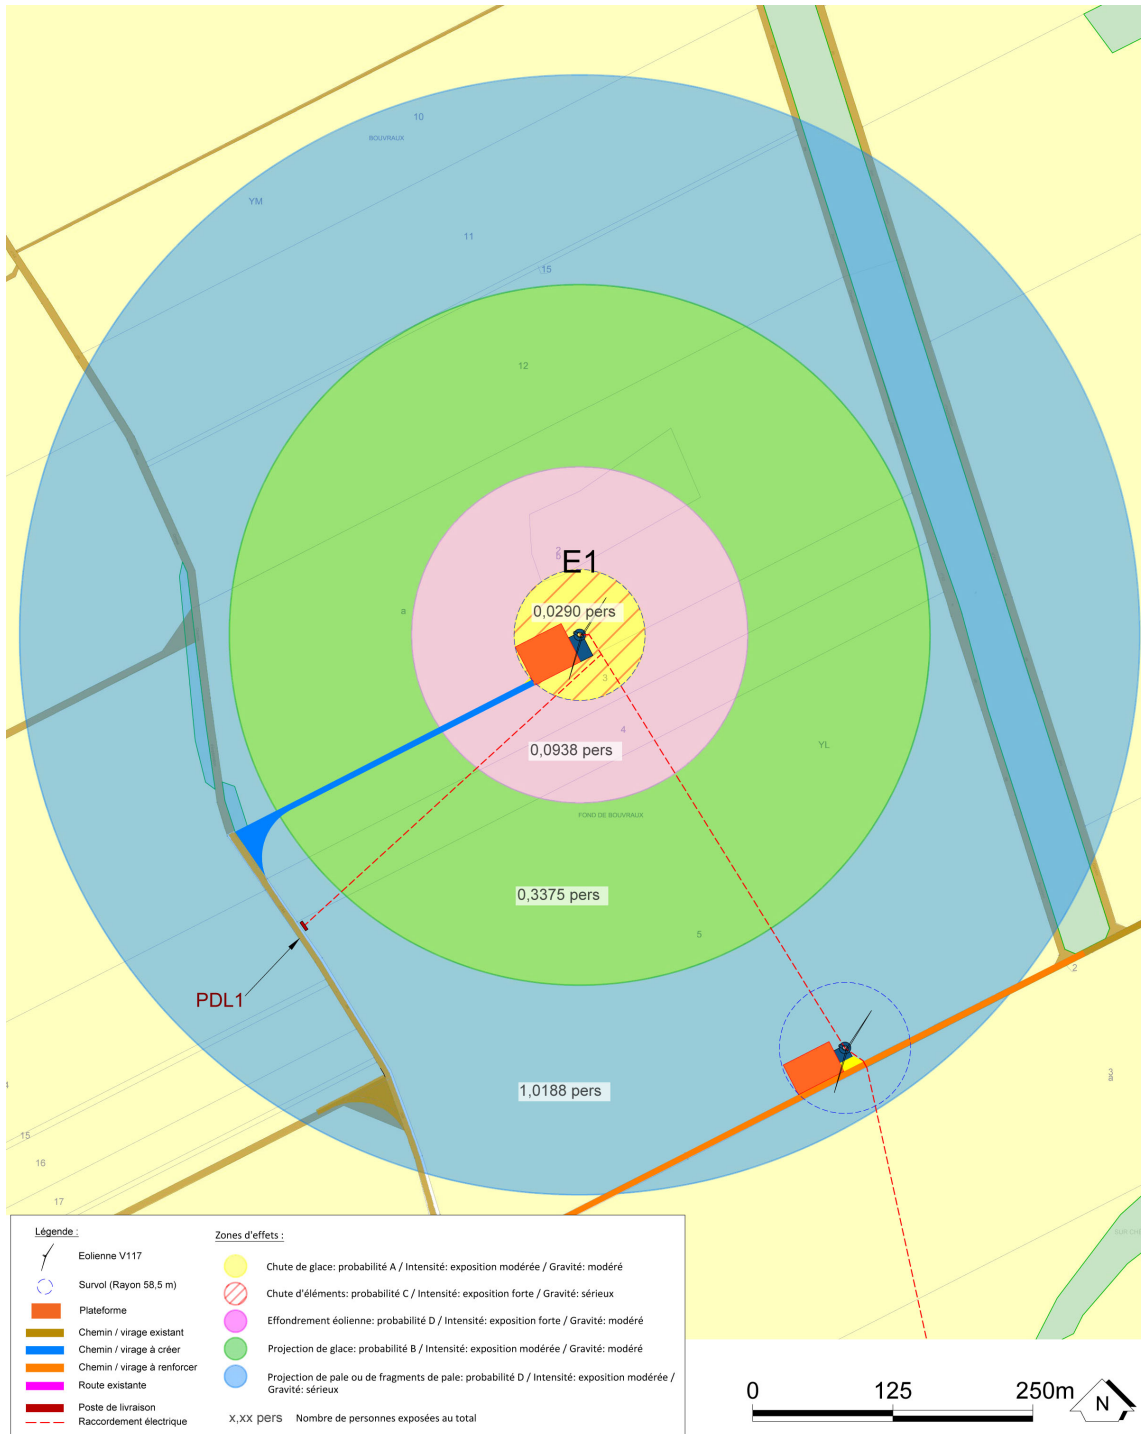 10
BOUVRAUX
YM
11
15
12
2
6
E1
a
0,0290 pers
3
4
0,0938 pers
YL
FOND DE BOUVRAUX
0,3375 pers
5
2
PDL1
1,0188 pers
15
16
17
Légende :
Eolienne V117
Survol (Rayon 58,5 m)
Plateforme
Chemin / virage existant
Chemin / virage à créer
Chemin / virage à renforcer
Route existante
Poste de livraison
Raccordement électrique
Zones d'effets :
Chute de glace: probabilité A / Intensité: exposition modérée / Gravité: modéré
Chute d'éléments: probabilité C / Intensité: exposition forte / Gravité: sérieux
Effondrement éolienne: probabilité D / Intensité: exposition forte / Gravité: modéré
Projection de glace: probabilité B / Intensité: exposition modérée / Gravité: modéré
Projection de pale ou de fragments de pale: probabilité D / Intensité: exposition modérée /
Gravité: sérieux
x,xx pers Nombre de personnes exposées au total
0 125 250m
N